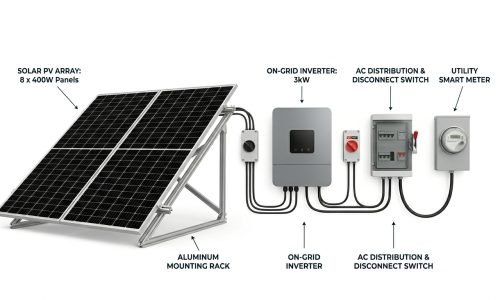 SOLAR PV ARRAY:
8 x 400W Panels
ON-GRID INVERTER:
3kW
AC DISTRIBUTION &
DISCONNECT SWITCH
UTILITY
SMART METER
ALUMINUM
MOUNTING RACK
ON-GRID
INVERTER
AC DISTRIBUTION &
DISCONNECT SWITCH